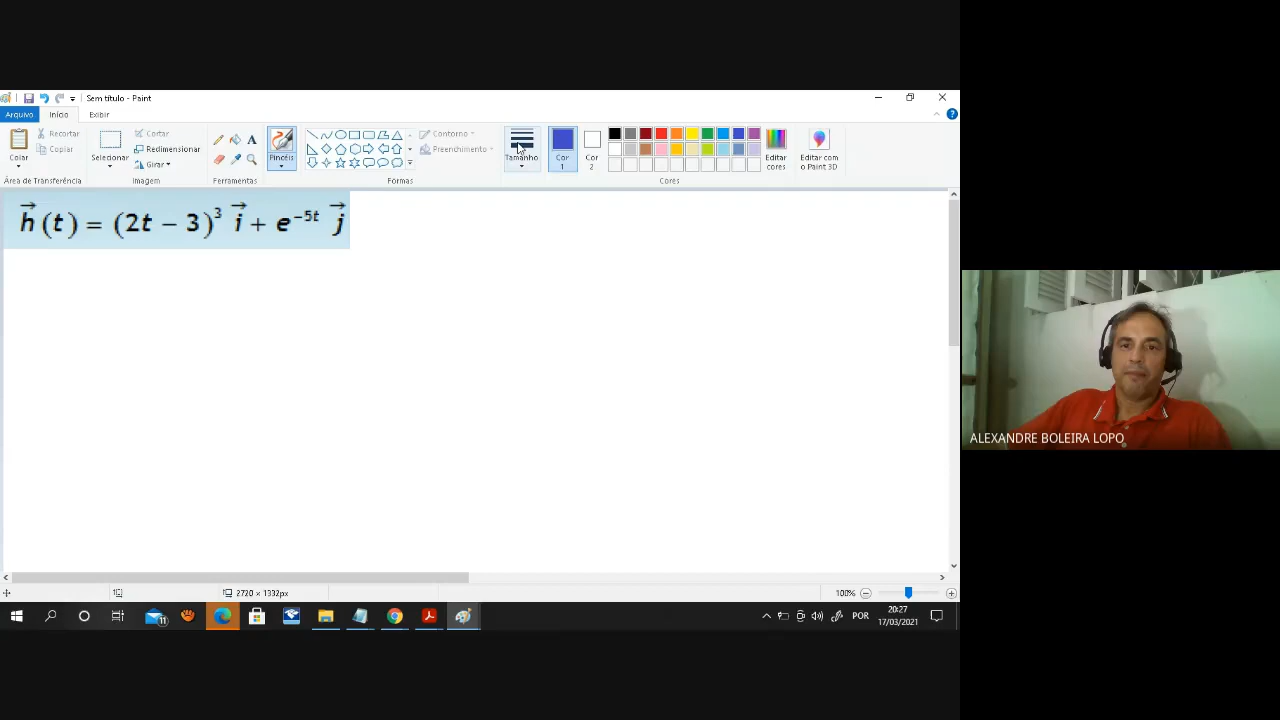 Sem título - Paint
Arquivo Início Exibir
Colar
Recortar
Copiar
Área de Transferência
Selecionar
Cortar
Redimensionar
Girar
Imagem
Ferramentas
Pincéis
Contorno
Preenchimento
Formas
Tamanho
Cor 1
Cor 2
Editar cores
Cores
Editar com o Paint 3D
h⃗(t) = (2t − 3)³ i⃗ + e⁻⁵ᵗ j⃗
ALEXANDRE BOLEIRA LOPO
2720 × 1332px
100%
11
POR
20:27
17/03/2021